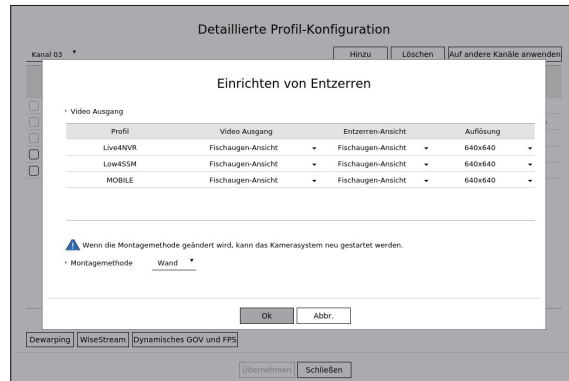 Detaillierte Profil-Konfiguration
Kanal 03
Hinzu Löschen Auf andere Kanäle anwenden
Einrichten von Entzerren
Video Ausgang
Profil Video Ausgang Entzerren-Ansicht Auflösung
Live4NVR Fischaugen-Ansicht Fischaugen-Ansicht 640x640
Low4SSM Fischaugen-Ansicht Fischaugen-Ansicht 640x640
MOBILE Fischaugen-Ansicht Fischaugen-Ansicht 640x640
Wenn die Montagemethode geändert wird, kann das Kamerasystem neu gestartet werden.
Montagemethode Wand
Ok Abbr.
Dewarping WiseStream Dynamisches GOV und FPS
Übernehmen Schließen